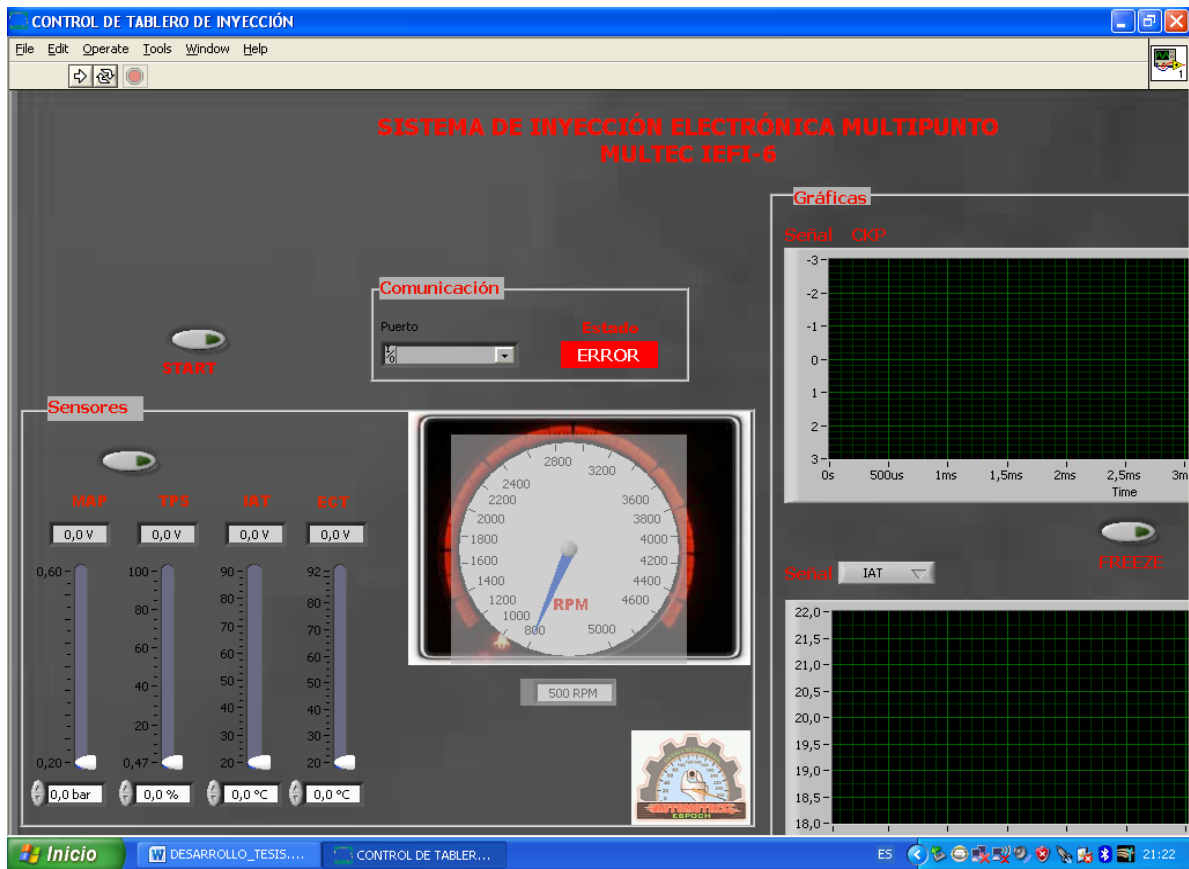 CONTROL DE TABLERO DE INYECCIÓN
File Edit Operate Tools Window Help
1
SISTEMA DE INYECCIÓN ELECTRÓNICA MULTIPUNTO
MULTEC IEFI-6
Gráficas
Señal CKP
-3
-2
-1
0
1
2
3
0s 500us 1ms 1,5ms 2ms 2,5ms 3m
Time
Comunicación
Puerto Estado
I/O ERROR
START
Sensores
MAP TPS IAT ECT
0,0 V 0,0 V 0,0 V 0,0 V
0,60 100 90 92
80 80 80
70 70
60 60 60
50 50
40 40 40
20 30 30
0,20 0,47 20 20
0,0 bar 0,0 % 0,0 °C 0,0 °C
2800 3200
2400
2200 3600
2000 3800
1800 4000
1600 4200
1400 4400
1200 4600
1000
800 5000
RPM
500 RPM
AUTOMOTRIZ
ESPOCH
FREEZE
Señal IAT
22,0
21,5
21,0
20,5
20,0
19,5
19,0
18,5
18,0
Inicio DESARROLLO_TESIS.... CONTROL DE TABLER... ES 21:22